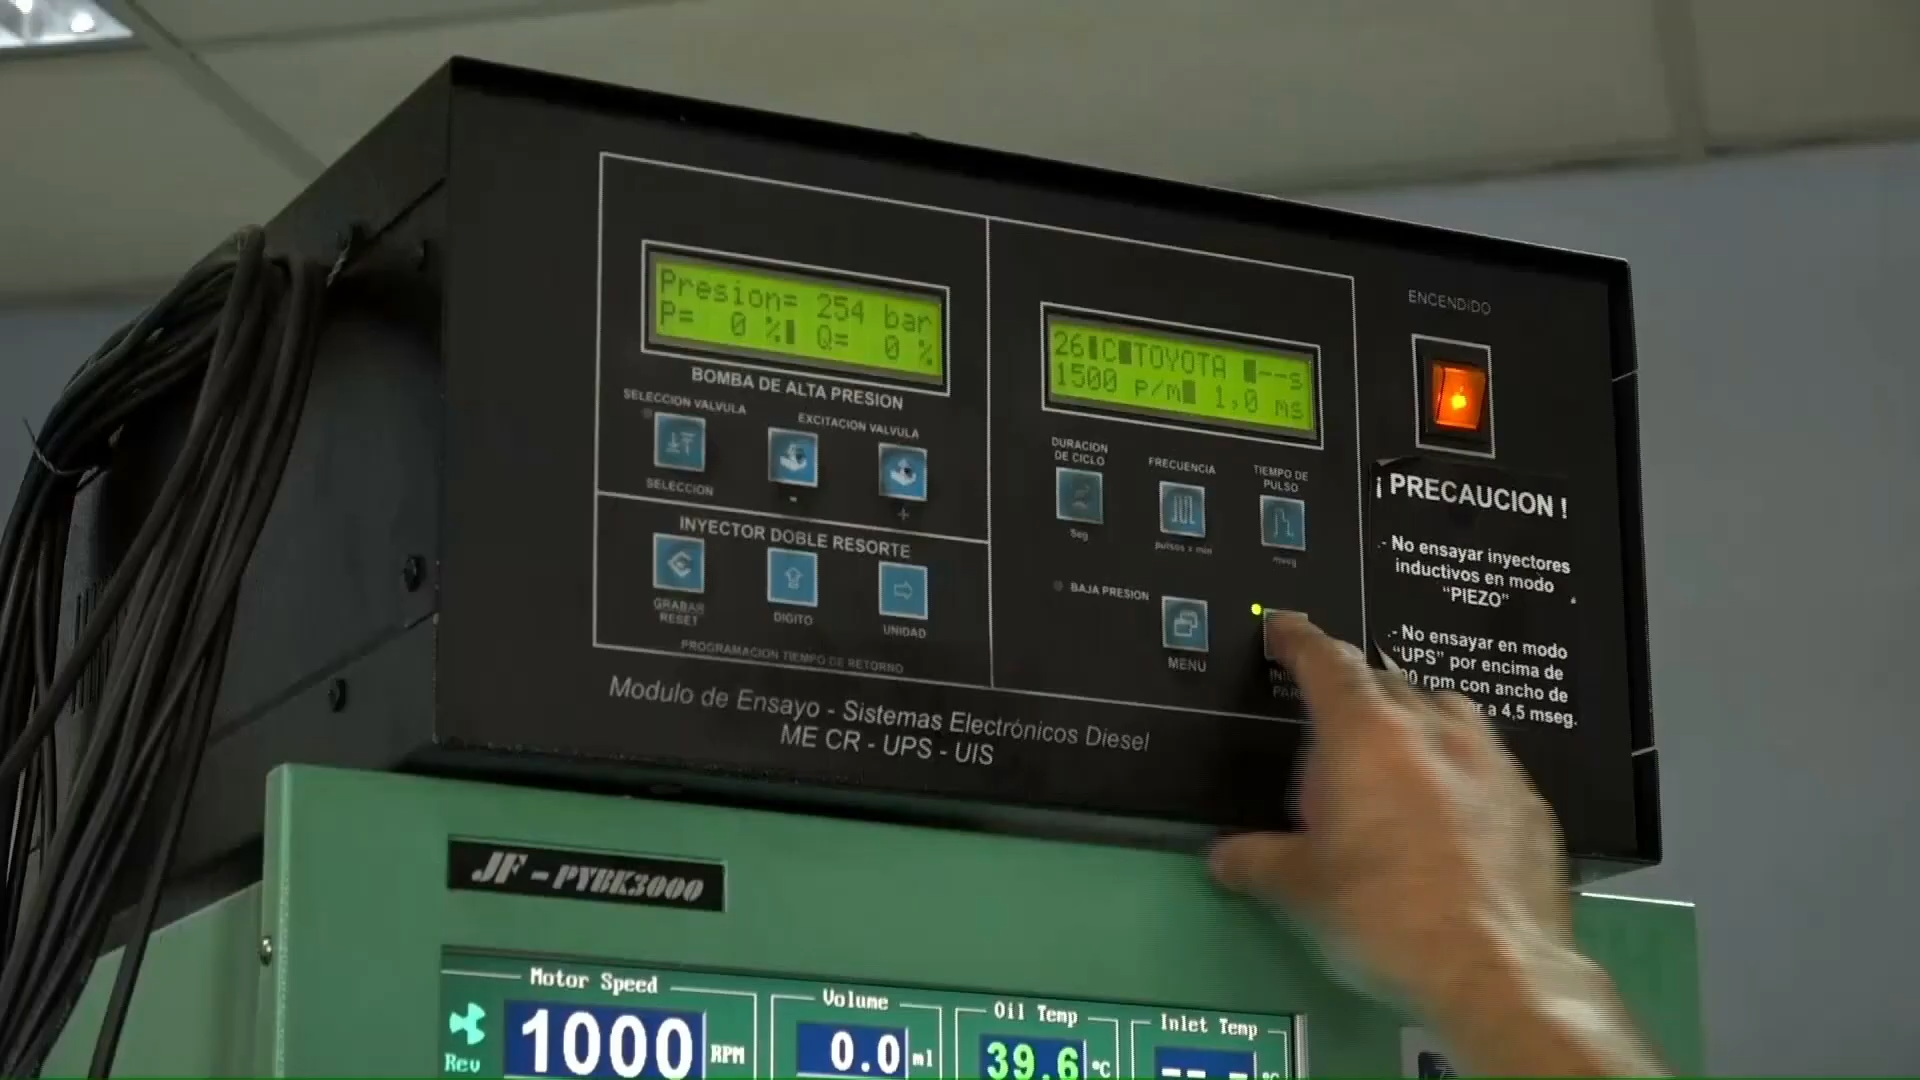 Presion= 254 bar
P= 0 % Q= 0 %
BOMBA DE ALTA PRESION
SELECCION VALVULA
EXCITACION VALVULA
SELECCION
-
+
INYECTOR DOBLE RESORTE
GRABAR
RESET
DIGITO
UNIDAD
PROGRAMACION TIEMPO DE RETORNO
26 C TOYOTA --s
1500 p/m 1,0 ms
DURACION
DE CICLO
FRECUENCIA
TIEMPO DE
PULSO
Seg
pulsos x min
mseg
BAJA PRESION
MENU
ENCENDIDO
¡ PRECAUCION !
.- No ensayar inyectores
inductivos en modo
“PIEZO”
.- No ensayar en modo
“UPS” por encima de
rpm con ancho de
a 4,5 mseg.
Modulo de Ensayo - Sistemas Electrónicos Diesel
ME CR - UPS - UIS
JF - PYBK3000
Motor Speed
Rev
1000 RPM
Volume
0.0 ml
Oil Temp
39.6 °C
Inlet Temp
-- - °C